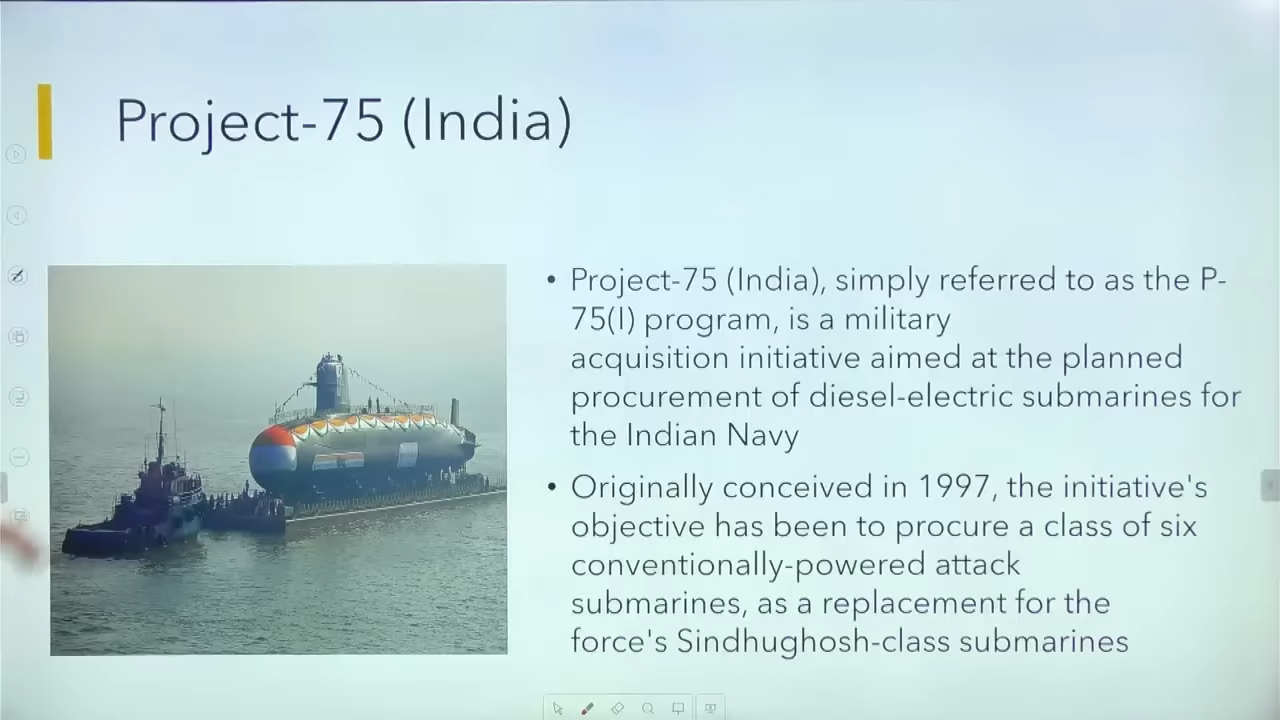 Project-75 (India)
• Project-75 (India), simply referred to as the P-
75(I) program, is a military
acquisition initiative aimed at the planned
procurement of diesel-electric submarines for
the Indian Navy
• Originally conceived in 1997, the initiative's
objective has been to procure a class of six
conventionally-powered attack
submarines, as a replacement for the
force's Sindhughosh-class submarines